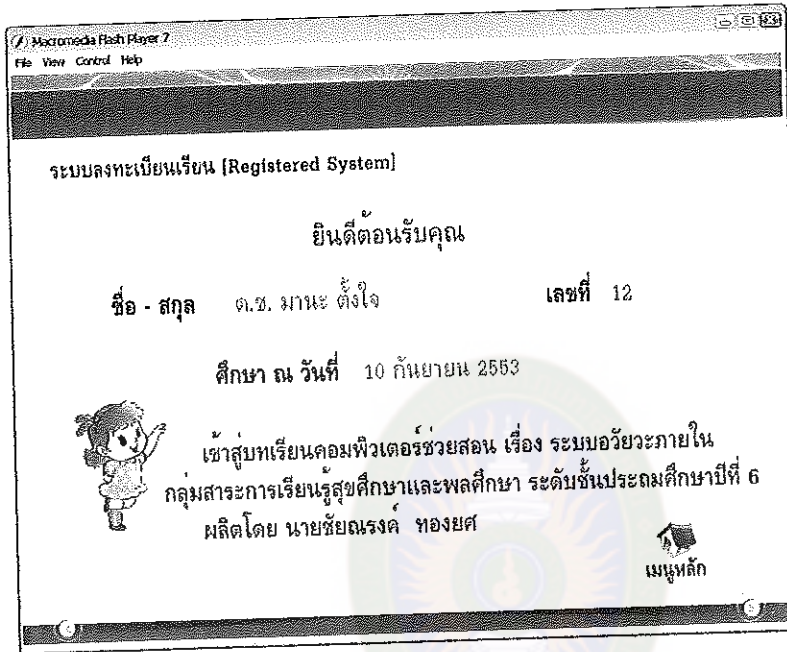 Macromedia Flash Player 7
File View Control Help
ระบบลงทะเบียนเรียน [Registered System]
ยินดีต้อนรับคุณ
ชื่อ - สกุล ด.ช. มานะ ตั้งใจ เลขที่ 12
ศึกษา ณ วันที่ 10 กันยายน 2553
เข้าสู่บทเรียนคอมพิวเตอร์ช่วยสอน เรื่อง ระบบอวัยวะภายใน
กลุ่มสาระการเรียนรู้สุขศึกษาและพลศึกษา ระดับชั้นประถมศึกษาปีที่ 6
ผลิตโดย นายชัยณรงค์ ทองยศ
เมนูหลัก